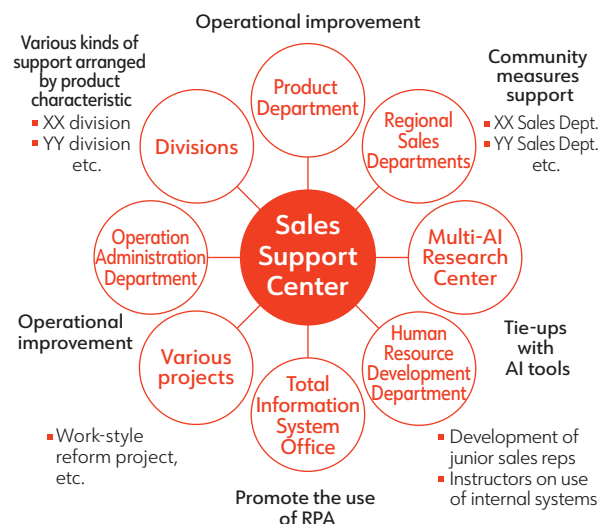 Operational improvement
Various kinds of
support arranged
by product
characteristic
▪ XX division
▪ YY division
etc.
Product
Department
Community
measures
support
▪ XX Sales Dept.
▪ YY Sales Dept.
etc.
Divisions
Regional
Sales
Departments
Operation
Administration
Department
Sales
Support
Center
Multi-AI
Research
Center
Operational
improvement
Various
projects
Total
Information
System
Office
Human
Resource
Development
Department
Tie-ups
with
AI tools
▪ Work-style
reform project,
etc.
Promote the use
of RPA
▪ Development of
junior sales reps
▪ Instructors on use
of internal systems